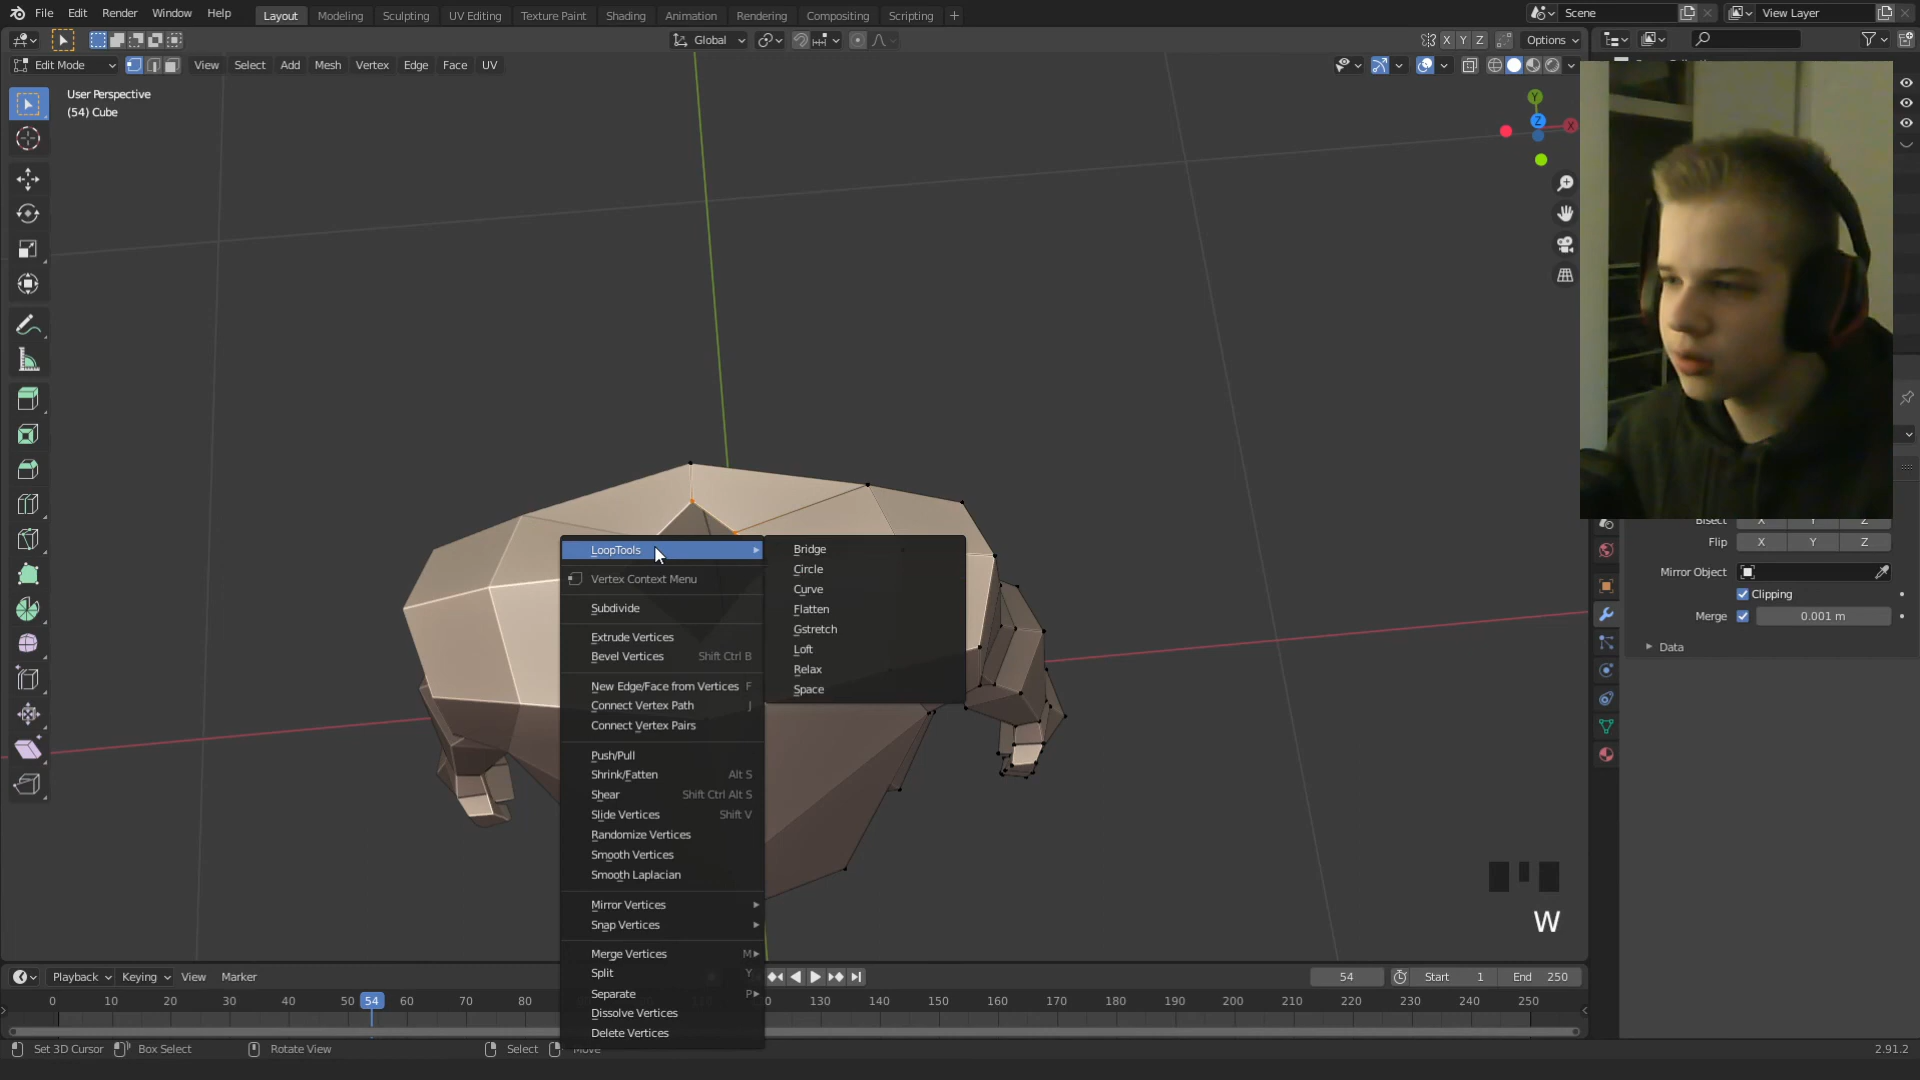 File Edit Render Window Help Layout Modeling Sculpting UV Editing Texture Paint Shading Animation Rendering Compositing Scripting + Scene View Layer
Global X Y Z Options
Edit Mode View Select Add Mesh Vertex Edge Face UV
User Perspective
(54) Cube
Y
Z X
LoopTools
Vertex Context Menu
Subdivide
Extrude Vertices
Bevel Vertices Shift Ctrl B
New Edge/Face from Vertices F
Connect Vertex Path J
Connect Vertex Pairs
Push/Pull
Shrink/Fatten Alt S
Shear Shift Ctrl Alt S
Slide Vertices Shift V
Randomize Vertices
Smooth Vertices
Smooth Laplacian
Mirror Vertices
Snap Vertices
Merge Vertices M
Split Y
Separate P
Dissolve Vertices
Delete Vertices
Bridge
Circle
Curve
Flatten
Gstretch
Loft
Relax
Space
Bisect X Y Z
Flip X Y Z
Mirror Object
Clipping
Merge 0.001 m
Data
W
Playback Keying View Marker 54 Start 1 End 250
0 10 20 30 40 50 54 60 70 80 130 140 150 160 170 180 190 200 210 220 230 240 250
Set 3D Cursor Box Select Rotate View Select Move 2.91.2